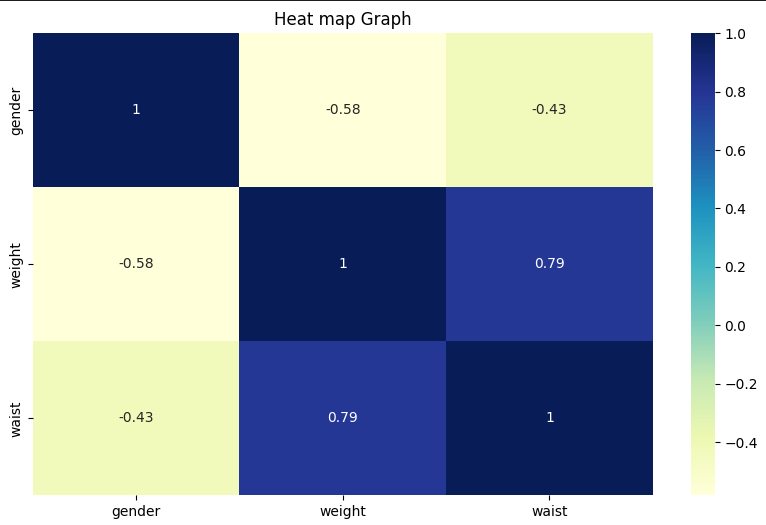 Heat map Graph
gender
1
-0.58
-0.43
weight
-0.58
1
0.79
waist
-0.43
0.79
1
gender
weight
waist
1.0
0.8
0.6
0.4
0.2
0.0
−0.2
−0.4